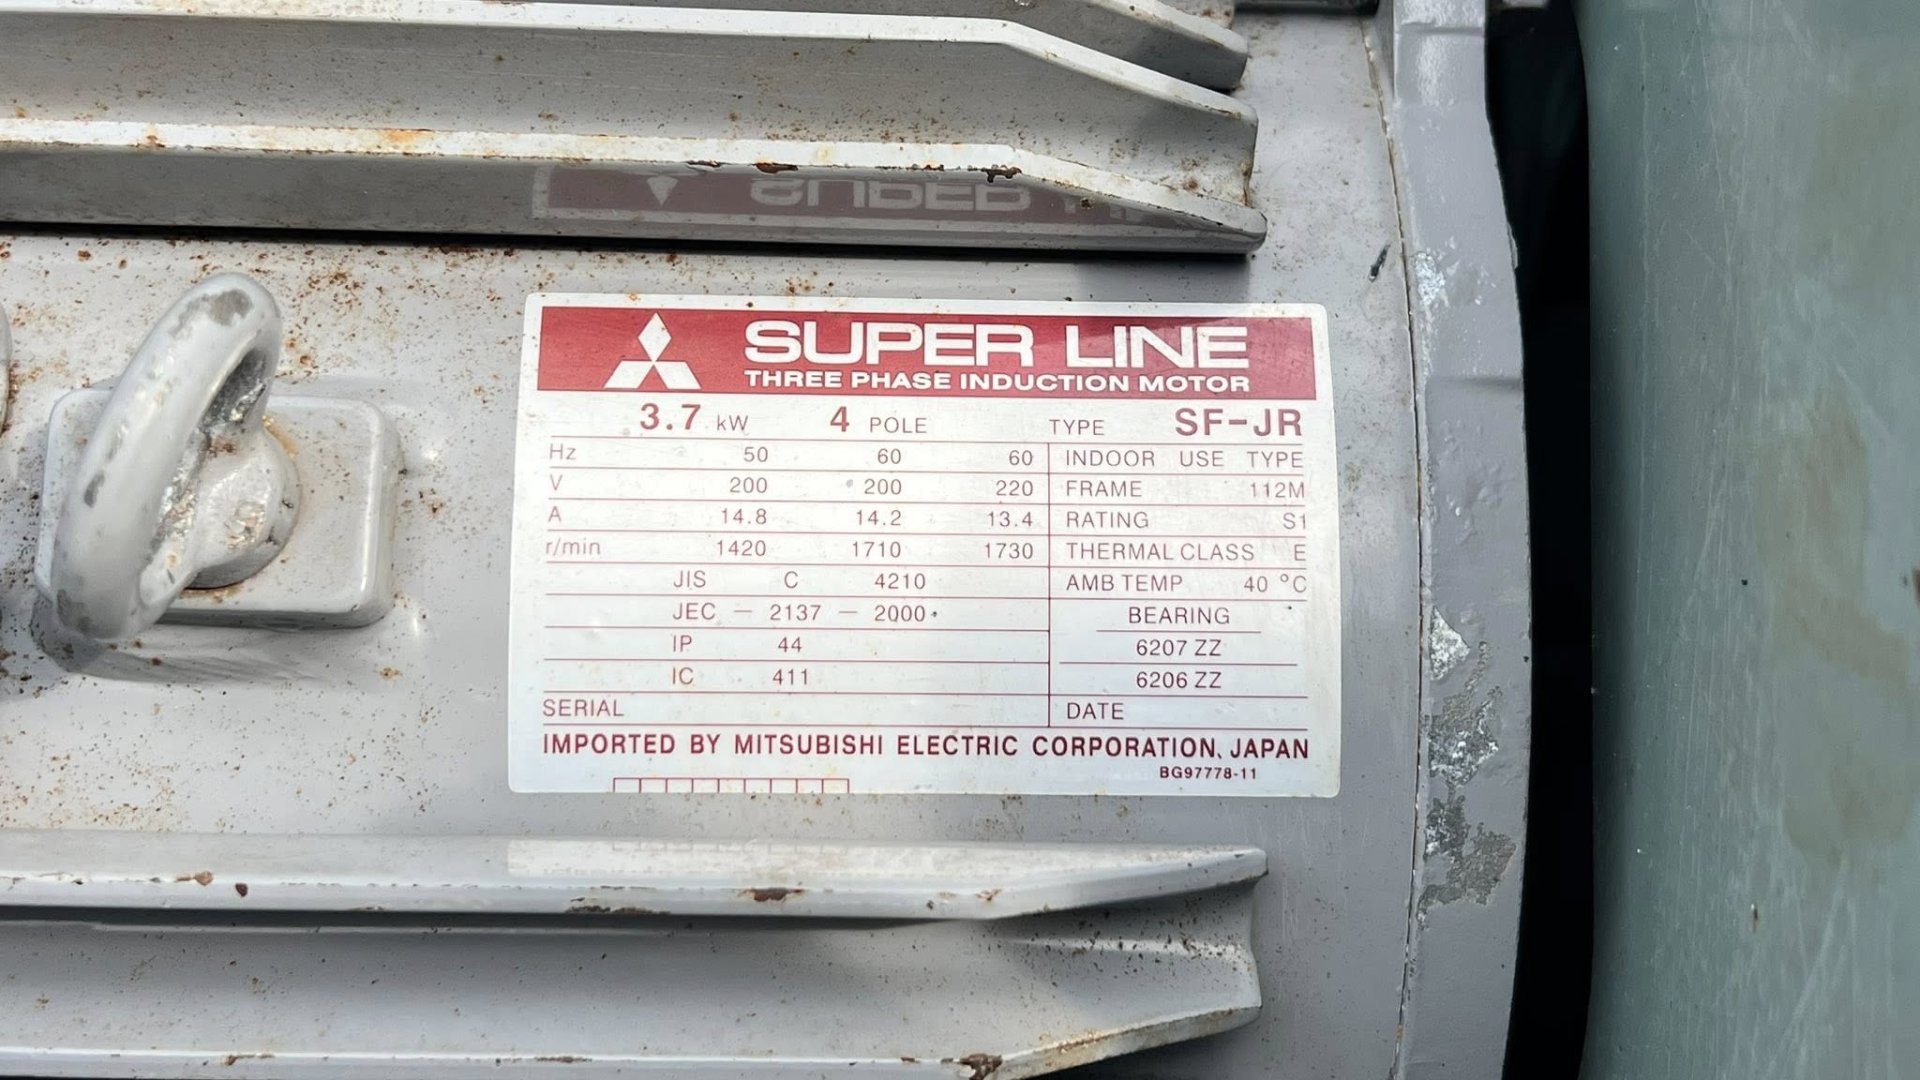 SUPER LINE
THREE PHASE INDUCTION MOTOR
3.7 kW 4 POLE TYPE SF-JR
Hz 50 60 60 INDOOR USE TYPE
V 200 200 220 FRAME 112M
A 14.8 14.2 13.4 RATING S1
r/min 1420 1710 1730 THERMAL CLASS E
JIS C 4210 AMB TEMP 40 °C
JEC - 2137 - 2000 BEARING
IP 44 6207 ZZ
IC 411 6206 ZZ
SERIAL DATE
IMPORTED BY MITSUBISHI ELECTRIC CORPORATION, JAPAN
BG97778-11